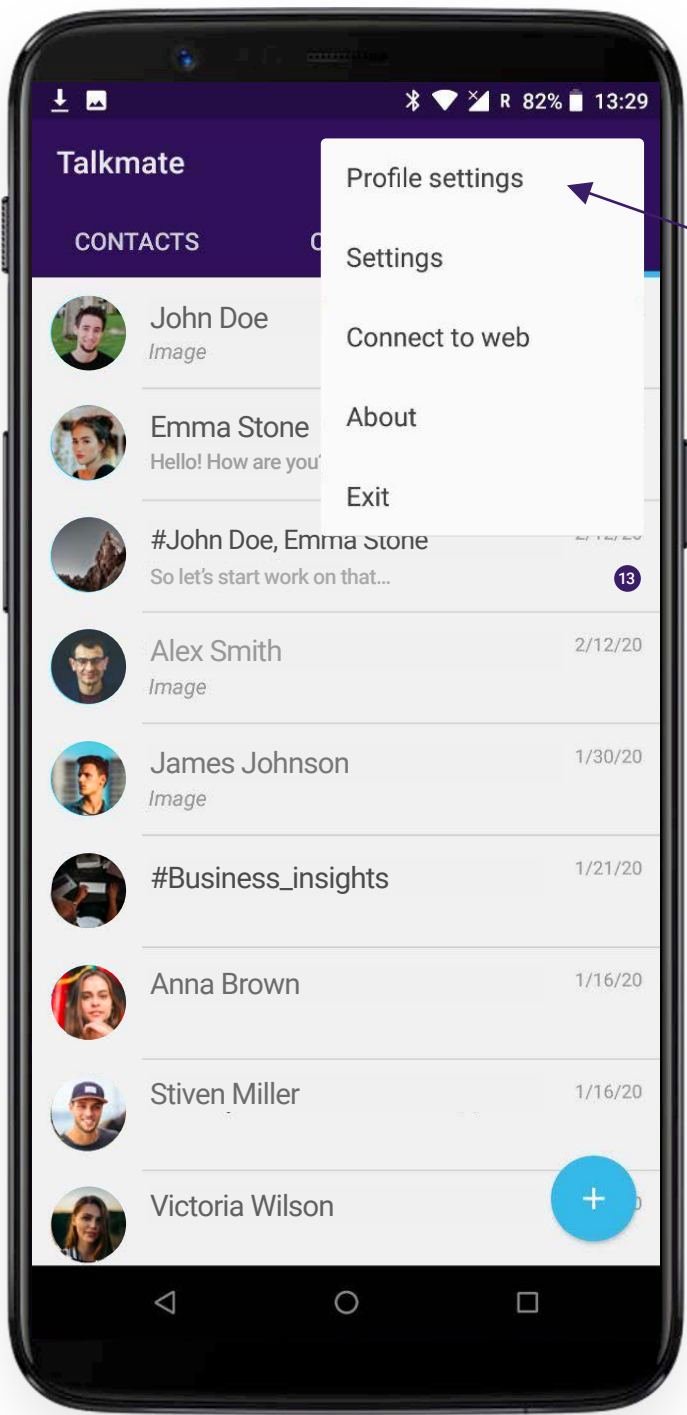 R 82% 13:29
Talkmate
Profile settings
CONTACTS
C
Settings
John Doe
Image
Connect to web
Emma Stone
Hello! How are you?
About
Exit
#John Doe, Emma Stone
So let's start work on that...
13
Alex Smith
2/12/20
Image
James Johnson
1/30/20
Image
#Business_insights
1/21/20
Anna Brown
1/16/20
Stiven Miller
1/16/20
Victoria Wilson
0
+